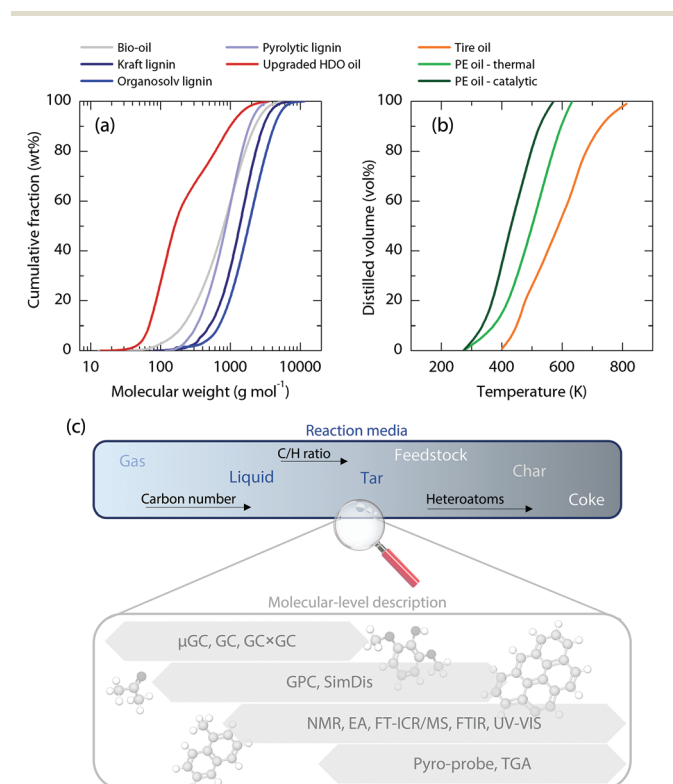 Bio-oil
Kraft lignin
Organosolv lignin
Pyrolytic lignin
Upgraded HDO oil
Tire oil
PE oil - thermal
PE oil - catalytic
(a)
Cumulative fraction (wt%)
100
80
60
40
20
0
10 100 1000 10000
Molecular weight (g mol⁻¹)
(b)
Distilled volume (vol%)
100
80
60
40
20
0
200 400 600 800
Temperature (K)
(c)
Reaction media
Gas
Liquid
C/H ratio
Tar
Feedstock
Char
Carbon number
Heteroatoms
Coke
Molecular-level description
μGC, GC, GC×GC
GPC, SimDis
NMR, EA, FT-ICR/MS, FTIR, UV-VIS
Pyro-probe, TGA